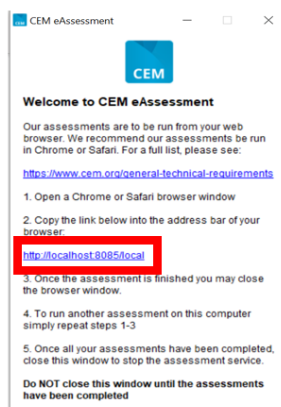 CEM eAssessment
CEM
Welcome to CEM eAssessment
Our assessments are to be run from your web
browser. We recommend our assessments be run
in Chrome or Safari. For a full list, please see:
https://www.cem.org/general-technical-requirements
1. Open a Chrome or Safari browser window
2. Copy the link below into the address bar of your
browser:
http://localhost:8085/local
3. Once the assessment is finished you may close
the browser window.
4. To run another assessment on this computer
simply repeat steps 1-3
5. Once all your assessments have been completed,
close this window to stop the assessment service.
Do NOT close this window until the assessments
have been completed